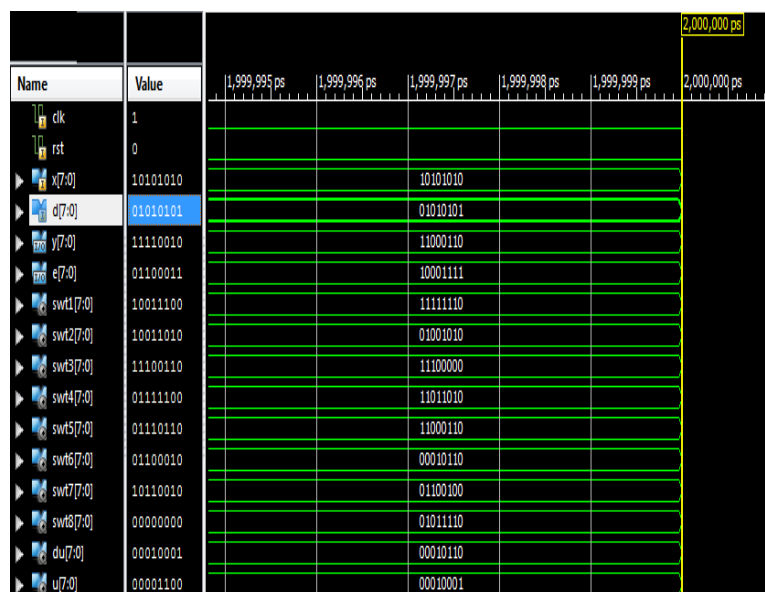 2,000,000 ps
Name Value 1,999,995 ps 1,999,996 ps 1,999,997 ps 1,999,998 ps 1,999,999 ps 2,000,000 ps
clk 1
rst 0
x[7:0] 10101010 10101010
d[7:0] 01010101 01010101
y[7:0] 11110010 11000110
e[7:0] 01100011 10001111
swt1[7:0] 10011100 11111110
swt2[7:0] 10011010 01001010
swt3[7:0] 11100110 11100000
swt4[7:0] 01111100 11011010
swt5[7:0] 01110110 11000110
swt6[7:0] 01100010 00010110
swt7[7:0] 10110010 01100100
swt8[7:0] 00000000 01011110
du[7:0] 00010001 00010110
u[7:0] 00001100 00010001